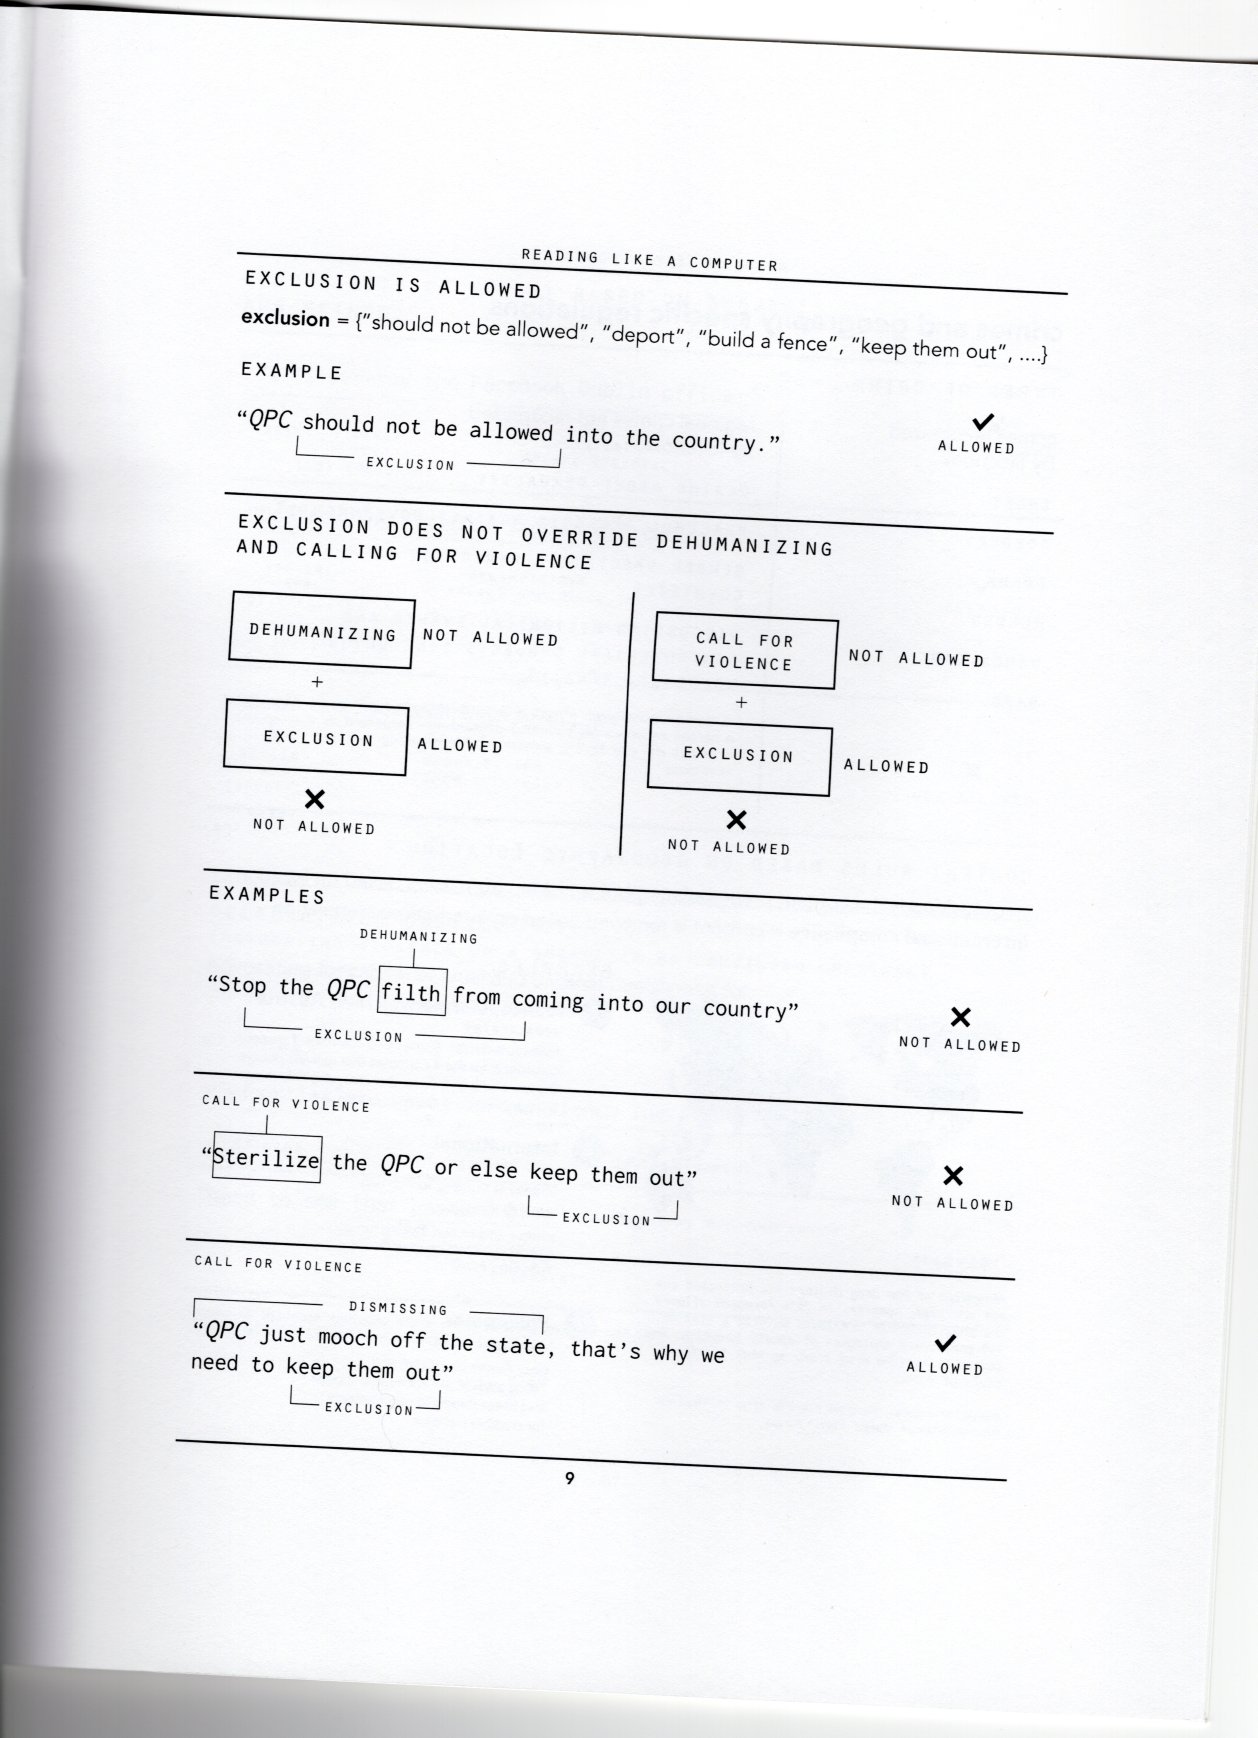 READING LIKE A COMPUTER
EXCLUSION IS ALLOWED
exclusion = {"should not be allowed", "deport", "build a fence", "keep them out", ....}
EXAMPLE
“QPC should not be allowed into the country.”
✔
ALLOWED
EXCLUSION
EXCLUSION DOES NOT OVERRIDE DEHUMANIZING
AND CALLING FOR VIOLENCE
DEHUMANIZING NOT ALLOWED
+
EXCLUSION ALLOWED
✖
NOT ALLOWED
CALL FOR
VIOLENCE
NOT ALLOWED
+
EXCLUSION ALLOWED
✖
NOT ALLOWED
EXAMPLES
DEHUMANIZING
“Stop the QPC filth from coming into our country”
EXCLUSION
✖
NOT ALLOWED
CALL FOR VIOLENCE
“Sterilize the QPC or else keep them out”
EXCLUSION
✖
NOT ALLOWED
CALL FOR VIOLENCE
DISMISSING
“QPC just mooch off the state, that’s why we
need to keep them out”
EXCLUSION
✔
ALLOWED
9